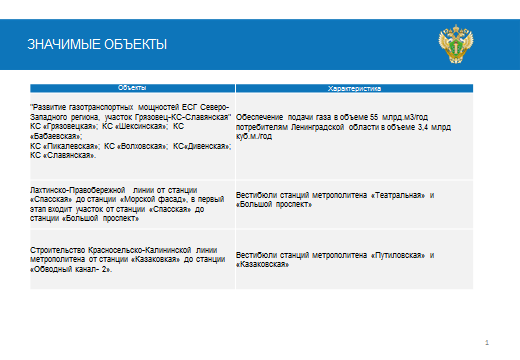 ЗНАЧИМЫЕ ОБЪЕКТЫ
Объекты
Характеристика
"Развитие газотранспортных мощностей ЕСГ Северо-
Западного региона, участок Грязовец-КС-Славянская"
КС «Грязовецкая»; КС «Шексинская»; КС
«Бабаевская»;
КС «Пикалевская»; КС «Волховская»; КС«Дивенская»;
КС «Славянская».
Обеспечение подачи газа в объеме 55 млрд.м3/год
потребителям Ленинградской области в объеме 3,4 млрд
куб.м./год
Лахтинско-Правобережной линии от станции
«Спасская» до станции «Морской фасад», в первый
этап входит участок от станции «Спасская» до
станции «Большой проспект»
Вестибюли станций метрополитена «Театральная» и
«Большой проспект»
Строительство Красносельско-Калининской линии
метрополитена от станции «Казаковкая» до станции
«Обводный канал- 2».
Вестибюли станций метрополитена «Путиловская» и
«Казаковская»
1